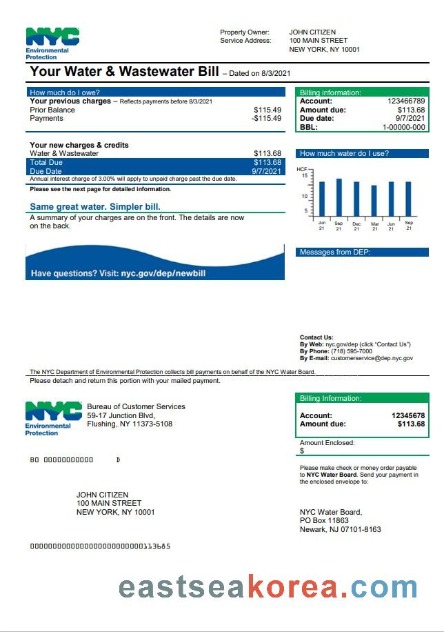 NYC
Environmental
Protection
Property Owner: JOHN CITIZEN
Service Address: 100 MAIN STREET
NEW YORK, NY 10001
Your Water & Wastewater Bill – Dated on 8/3/2021
How much do I owe?
Your previous charges – Reflects payments before 8/3/2021
Prior Balance $115.49
Payments -$115.49
Your new charges & credits
Water & Wastewater $113.68
Total Due $113.68
Due Date 9/7/2021
Annual interest charge of 3.00% will apply to unpaid charge past the due date.
Please see the next page for detailed information.
Same great water. Simpler bill.
A summary of your charges are on the front. The details are now
on the back.
Have questions? Visit: nyc.gov/dep/newbill
Billing information:
Account: 123466789
Amount due: $113.68
Due date: 9/7/2021
BBL: 1-00000-000
How much water do I use?
HCF
15
10
5
Jun Sep Dec Mar Jun Sep
21 21 21 21 21 21
Messages from DEP:
Contact Us:
By Web: nyc.gov/dep (click “Contact Us”)
By Phone: (718) 595-7000
By E-mail: customerservice@dep.nyc.gov
The NYC Department of Environmental Protection collects bill payments on behalf of the NYC Water Board.
Please detach and return this portion with your mailed payment.
NYC
Environmental
Protection
Bureau of Customer Services
59-17 Junction Blvd,
Flushing, NY 11373-5108
Billing Information:
Account: 12345678
Amount due: $113.68
Amount Enclosed:
$
Please make check or money order payable
to NYC Water Board. Send your payment in
the enclosed envelope to:
JOHN CITIZEN
100 MAIN STREET
NEW YORK, NY 10001
NYC Water Board,
PO Box 11863
Newark, NJ 07101-8163
eastseakorea.com